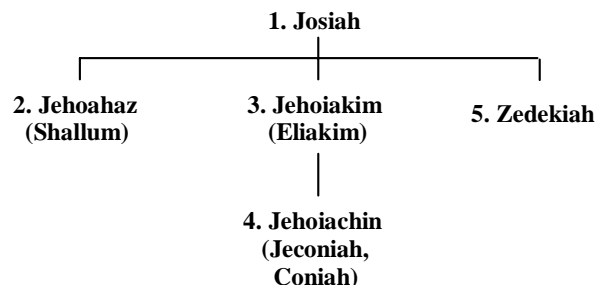 1. Josiah
2. Jehoahaz
(Shallum)
3. Jehoiakim
(Eliakim)
5. Zedekiah
4. Jehoiachin
(Jeconiah,
Coniah)